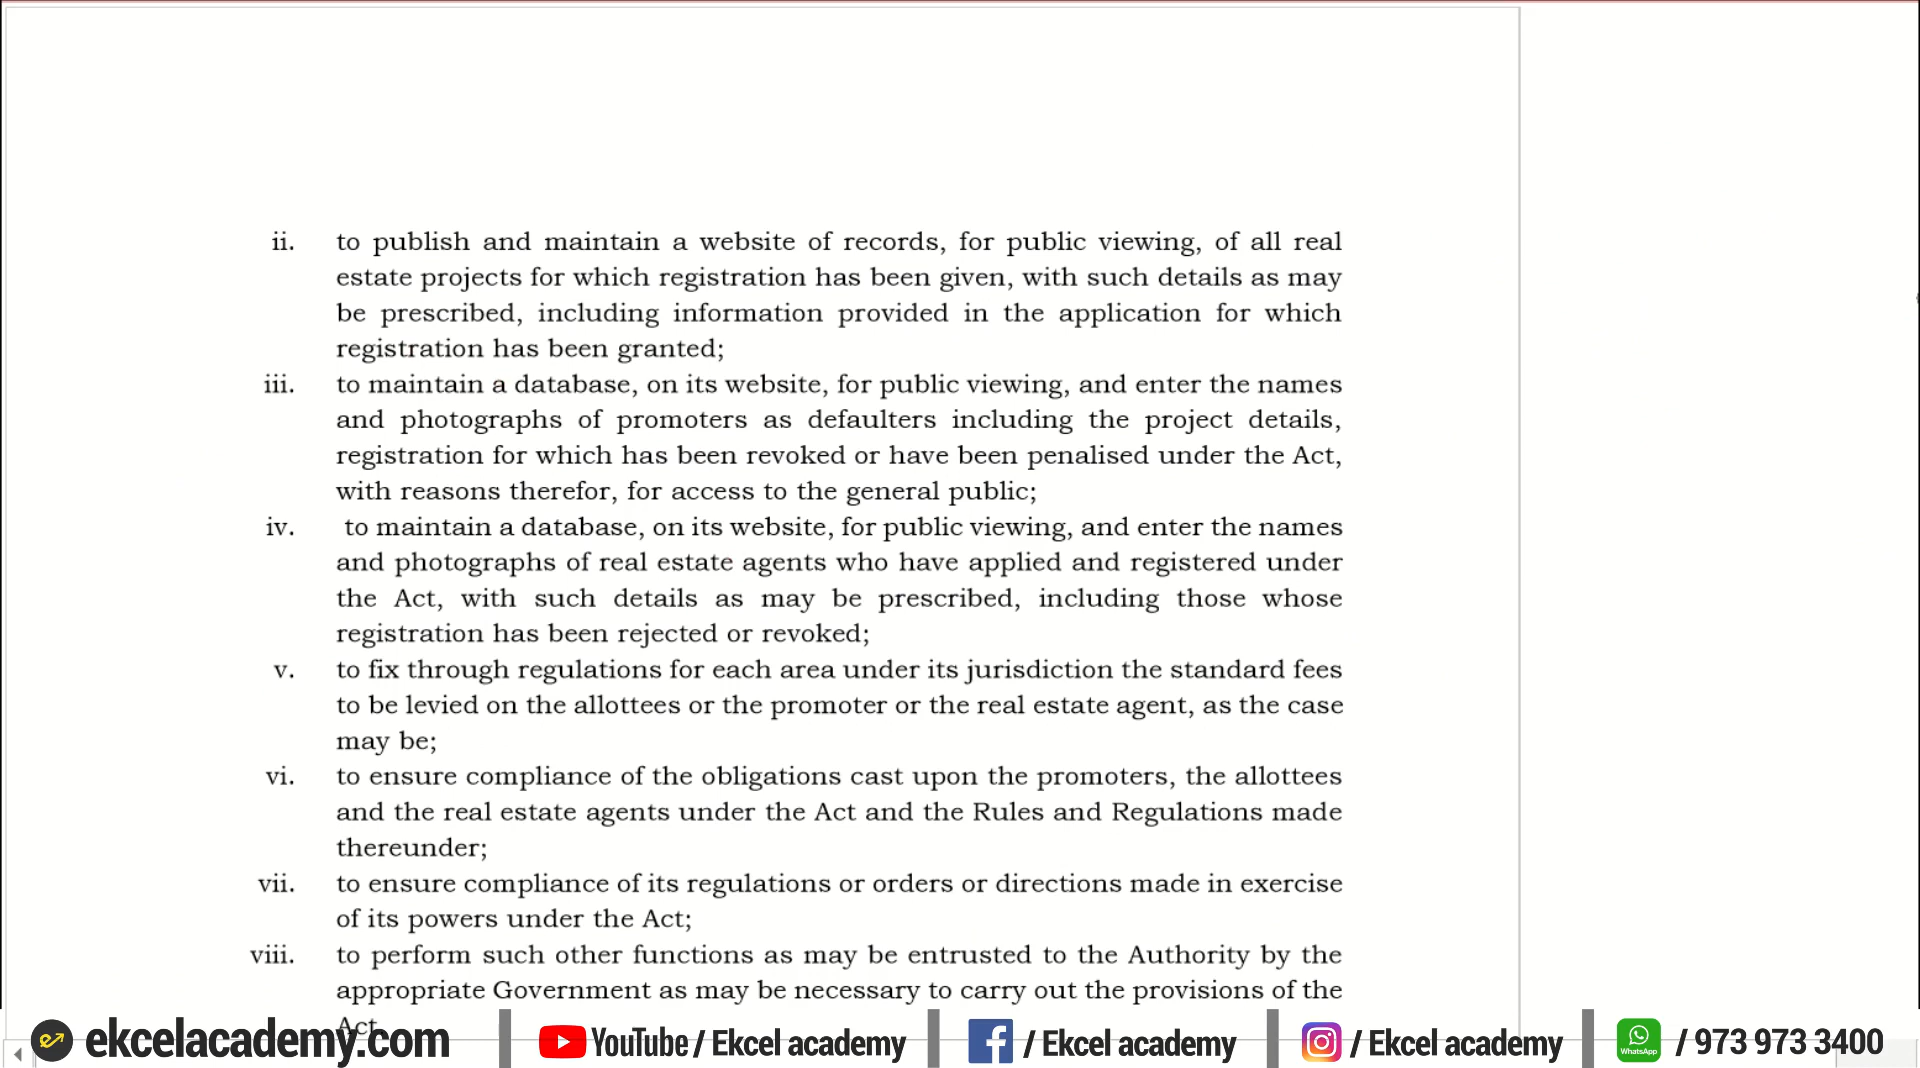 ii. to publish and maintain a website of records, for public viewing, of all real
estate projects for which registration has been given, with such details as may
be prescribed, including information provided in the application for which
registration has been granted;
iii. to maintain a database, on its website, for public viewing, and enter the names
and photographs of promoters as defaulters including the project details,
registration for which has been revoked or have been penalised under the Act,
with reasons therefor, for access to the general public;
iv. to maintain a database, on its website, for public viewing, and enter the names
and photographs of real estate agents who have applied and registered under
the Act, with such details as may be prescribed, including those whose
registration has been rejected or revoked;
v. to fix through regulations for each area under its jurisdiction the standard fees
to be levied on the allottees or the promoter or the real estate agent, as the case
may be;
vi. to ensure compliance of the obligations cast upon the promoters, the allottees
and the real estate agents under the Act and the Rules and Regulations made
thereunder;
vii. to ensure compliance of its regulations or orders or directions made in exercise
of its powers under the Act;
viii. to perform such other functions as may be entrusted to the Authority by the
appropriate Government as may be necessary to carry out the provisions of the
Act
ekcelacademy.com YouTube / Ekcel academy / Ekcel academy / Ekcel academy WhatsApp / 973 973 3400